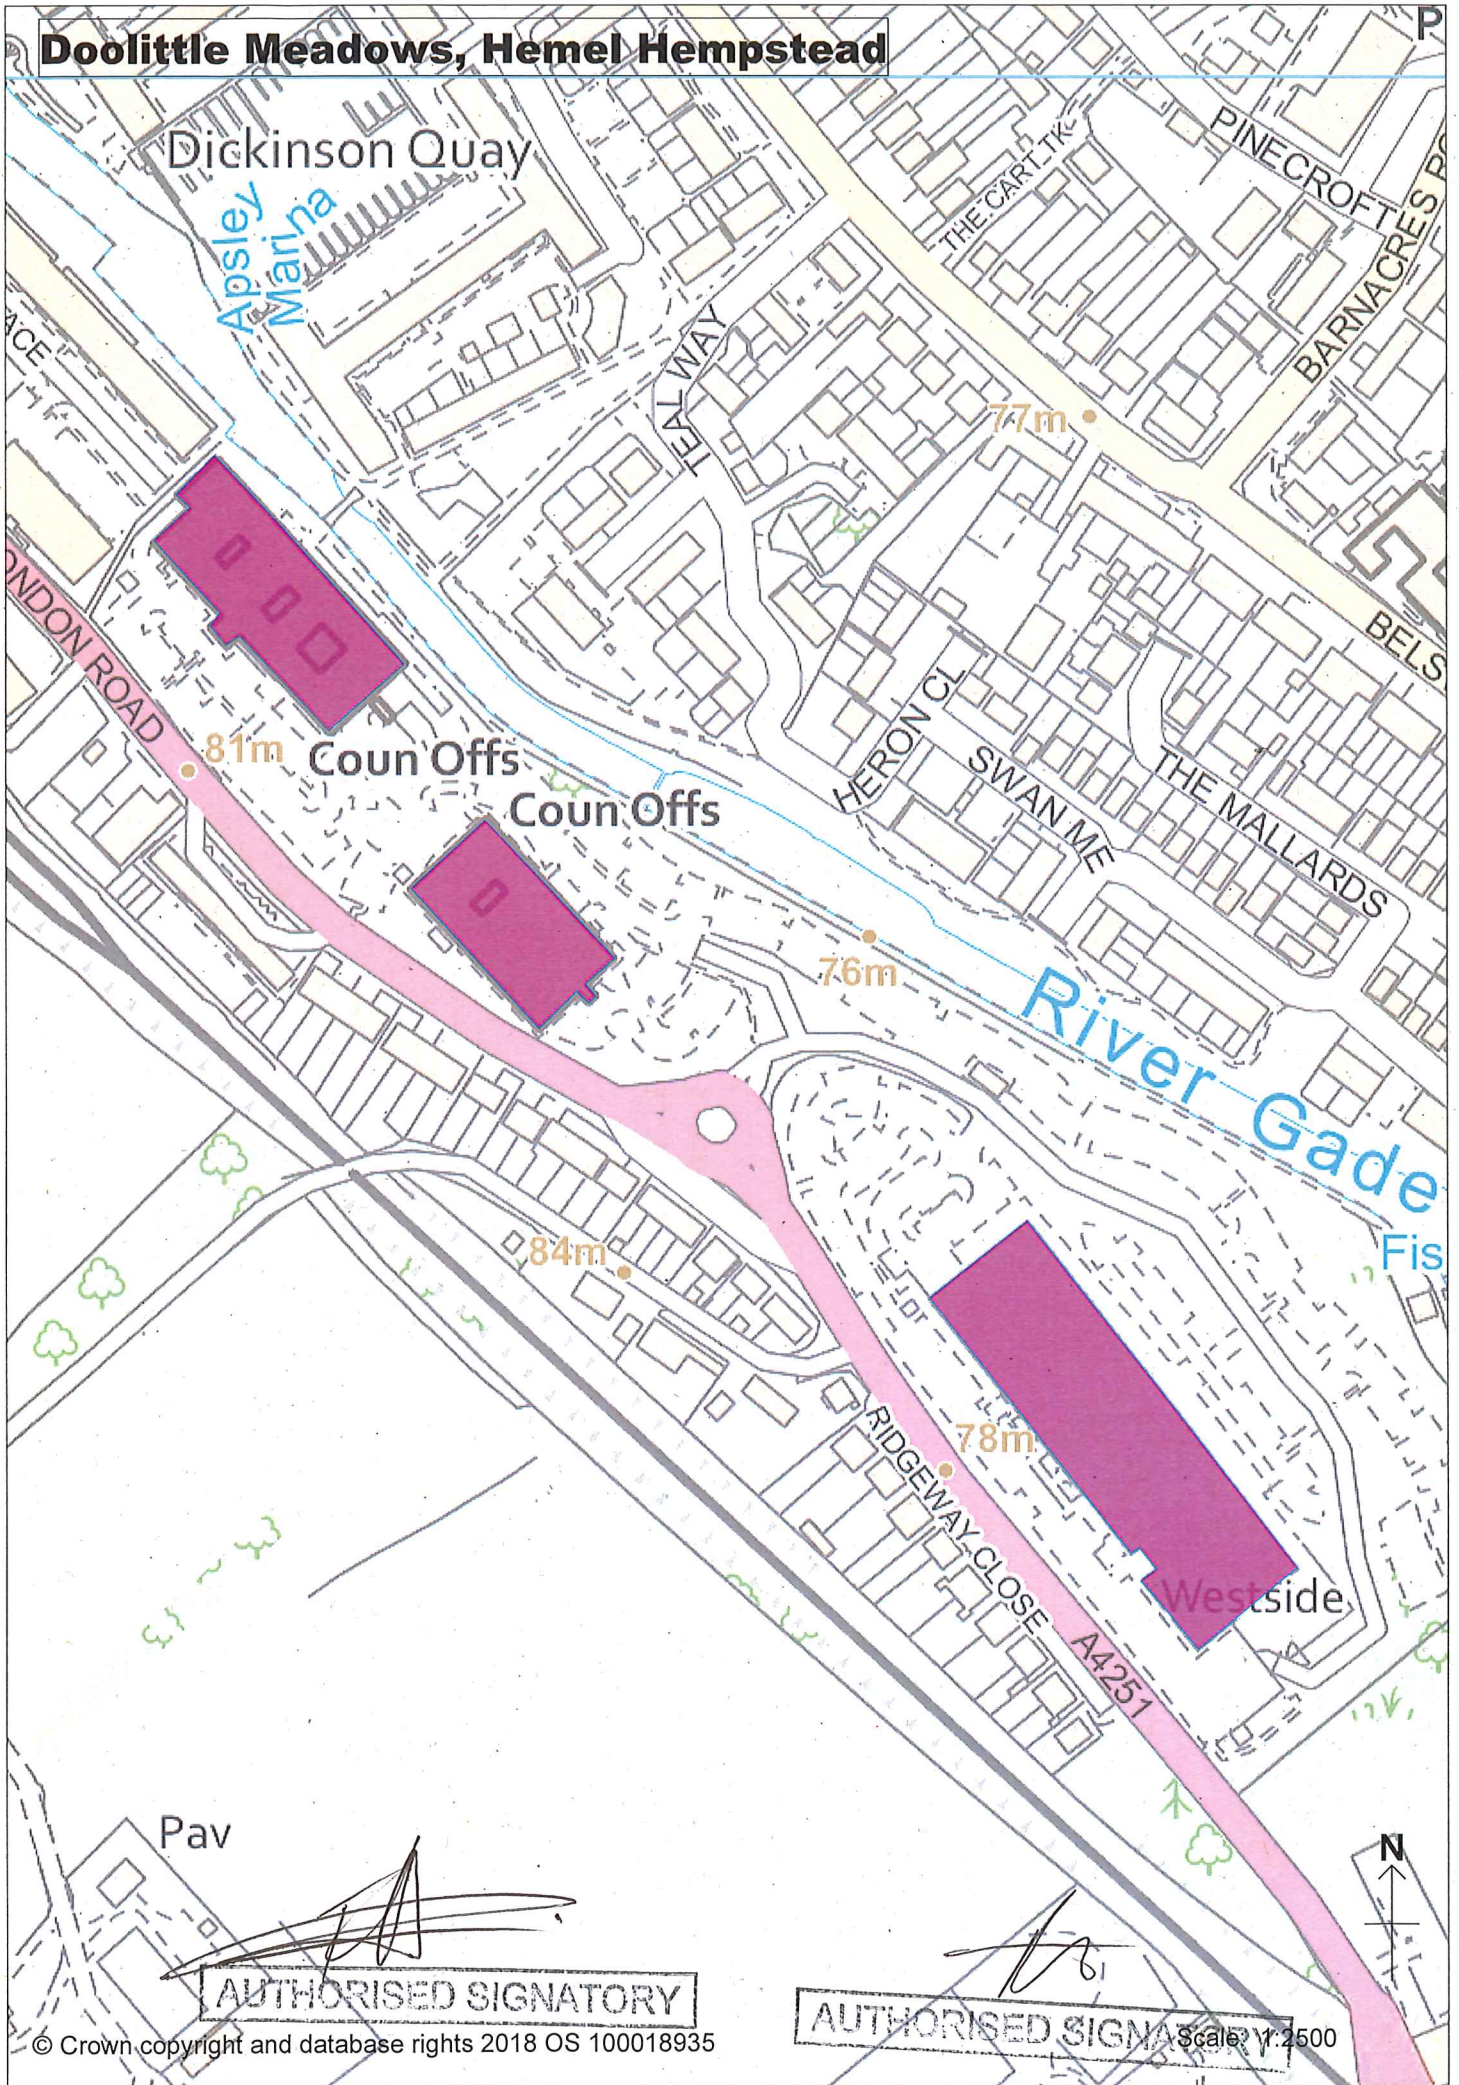 Doolittle Meadows, Hemel Hempstead
P
Dickinson Quay
Apsley
Marina
PINECROFT
THE CART TK
BARNACRES
TEAL WAY
77m
LONDON ROAD
BELS
81m
Coun Offs
Coun Offs
HERON CL
SWAN ME
THE MALLARDS
76m
River Gade
Fis
84m
78m
RIDGEWAY CLOSE
Westside
A4251
Pav
N
AUTHORISED SIGNATORY
AUTHORISED SIGNATORY
© Crown copyright and database rights 2018 OS 100018935
Scale: 1:2500